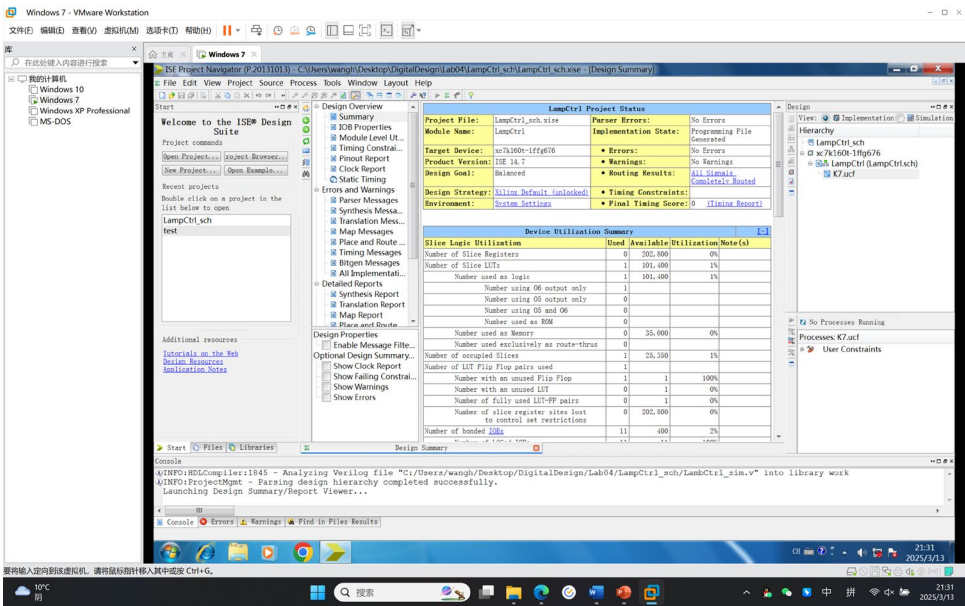 Windows 7 - VMware Workstation
文件(F) 编辑(E) 查看(V) 虚拟机(M) 选项卡(T) 帮助(H)
库
在此处键入内容进行搜索
我的计算机
Windows 10
Windows 7
Windows XP Professional
MS-DOS
主页
Windows 7
ISE Project Navigator (P.20131013) - C:\Users\wangh\Desktop\DigitalDesign\Lab04\LampCtrl_sch\LampCtrl_sch.xise - [Design Summary]
File Edit View Project Source Process Tools Window Layout Help
Start
Welcome to the ISE® Design
Suite
Project commands
Open Project... roject Browser...
New Project... Open Example...
Recent projects
Double click on a project in the
list below to open
LampCtrl_sch
test
Additional resources
Tutorials on the Web
Design Resources
Application Notes
Start Files Libraries
Design Overview
Summary
IOB Properties
Module Level Ut...
Timing Constrai...
Pinout Report
Clock Report
Static Timing
Errors and Warnings
Parser Messages
Synthesis Messa...
Translation Mess...
Map Messages
Place and Route ...
Timing Messages
Bitgen Messages
All Implementati...
Detailed Reports
Synthesis Report
Translation Report
Map Report
Place and Route
Design Properties
Enable Message Filte...
Optional Design Summary...
Show Clock Report
Show Failing Constrai...
Show Warnings
Show Errors
LampCtrl Project Status
Project File: LampCtrl_sch.xise Parser Errors: No Errors
Module Name: LampCtrl Implementation State: Programming File Generated
Target Device: xc7k160t-1ffg676 • Errors: No Errors
Product Version: ISE 14.7 • Warnings: No Warnings
Design Goal: Balanced • Routing Results: All Signals Completely Routed
Design Strategy: Xilinx Default (unlocked) • Timing Constraints:
Environment: System Settings • Final Timing Score: 0 (Timing Report)
Device Utilization Summary [-]
Slice Logic Utilization Used Available Utilization Note(s)
Number of Slice Registers 0 202,800 0%
Number of Slice LUTs 1 101,400 1%
Number used as logic 1 101,400 1%
Number using O6 output only 1
Number using O5 output only 0
Number using O5 and O6 0
Number used as ROM 0
Number used as Memory 0 35,000 0%
Number used exclusively as route-thrus 0
Number of occupied Slices 1 25,350 1%
Number of LUT Flip Flop pairs used 1
Number with an unused Flip Flop 1 1 100%
Number with an unused LUT 0 1 0%
Number of fully used LUT-FF pairs 0 1 0%
Number of slice register sites lost
to control set restrictions 0 202,800 0%
Number of bonded IOBs 11 400 2%
Design Summary
Design
View: Implementation Simulation
Hierarchy
LampCtrl_sch
xc7k160t-1ffg676
LampCtrl (LampCtrl.sch)
K7.ucf
No Processes Running
Processes: K7.ucf
User Constraints
Console
INFO:HDLCompiler:1845 - Analyzing Verilog file "C:/Users/wangh/Desktop/DigitalDesign/Lab04/LampCtrl_sch/LambCtrl_sim.v" into library work
INFO:ProjectMgmt - Parsing design hierarchy completed successfully.
Launching Design Summary/Report Viewer...
Console Errors Warnings Find in Files Results
CH
21:31
2025/3/13
要将输入定向到该虚拟机，请将鼠标指针移入其中或按 Ctrl+G。
10°C
阴
搜索
中 拼
21:31
2025/3/13